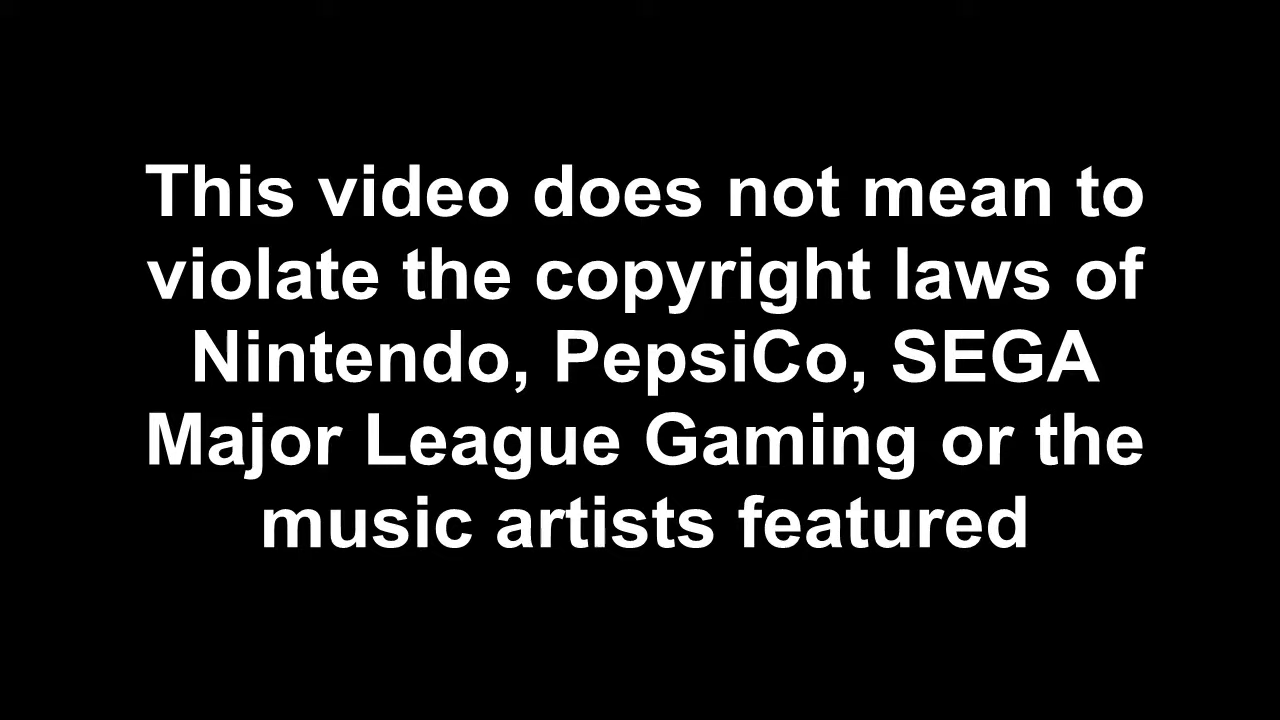 This video does not mean to
violate the copyright laws of
Nintendo, PepsiCo, SEGA
Major League Gaming or the
music artists featured